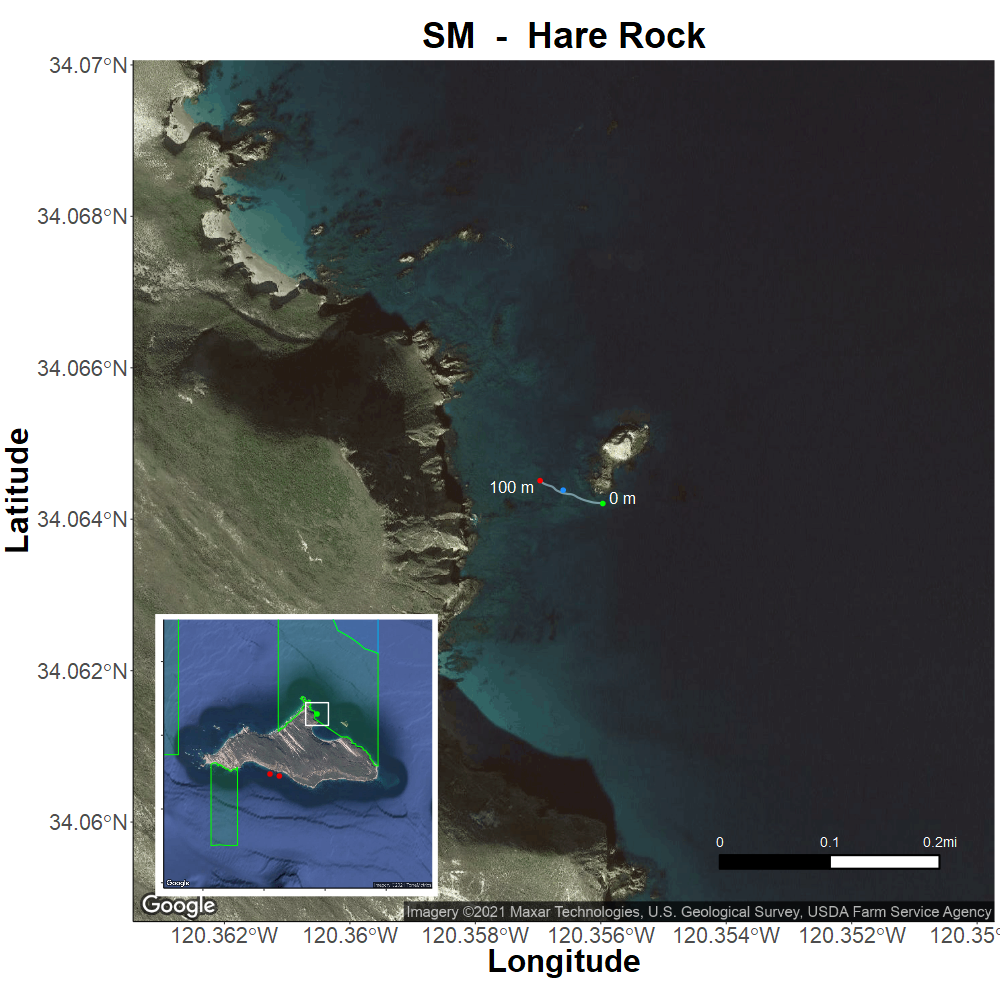 SM - Hare Rock
34.07°N
34.068°N
34.066°N
34.064°N
34.062°N
34.06°N
Latitude
100 m
0 m
0 0.1 0.2mi
Google
Google
Imagery ©2021 Maxar Technologies, U.S. Geological Survey, USDA Farm Service Agency
120.362°W 120.36°W 120.358°W 120.356°W 120.354°W 120.352°W 120.35°
Longitude